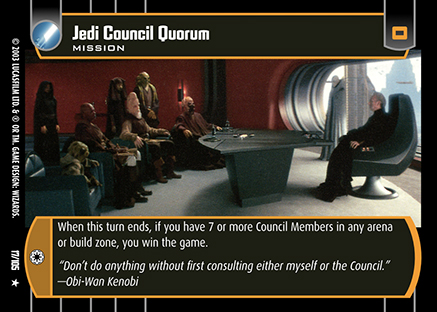 Jedi Council Quorum
MISSION
© 2003 LUCASFILM LTD. & ® OR TM. GAME DESIGN: WIZARDS.
When this turn ends, if you have 7 or more Council Members in any arena
or build zone, you win the game.
"Don't do anything without first consulting either myself or the Council."
—Obi-Wan Kenobi
17/105